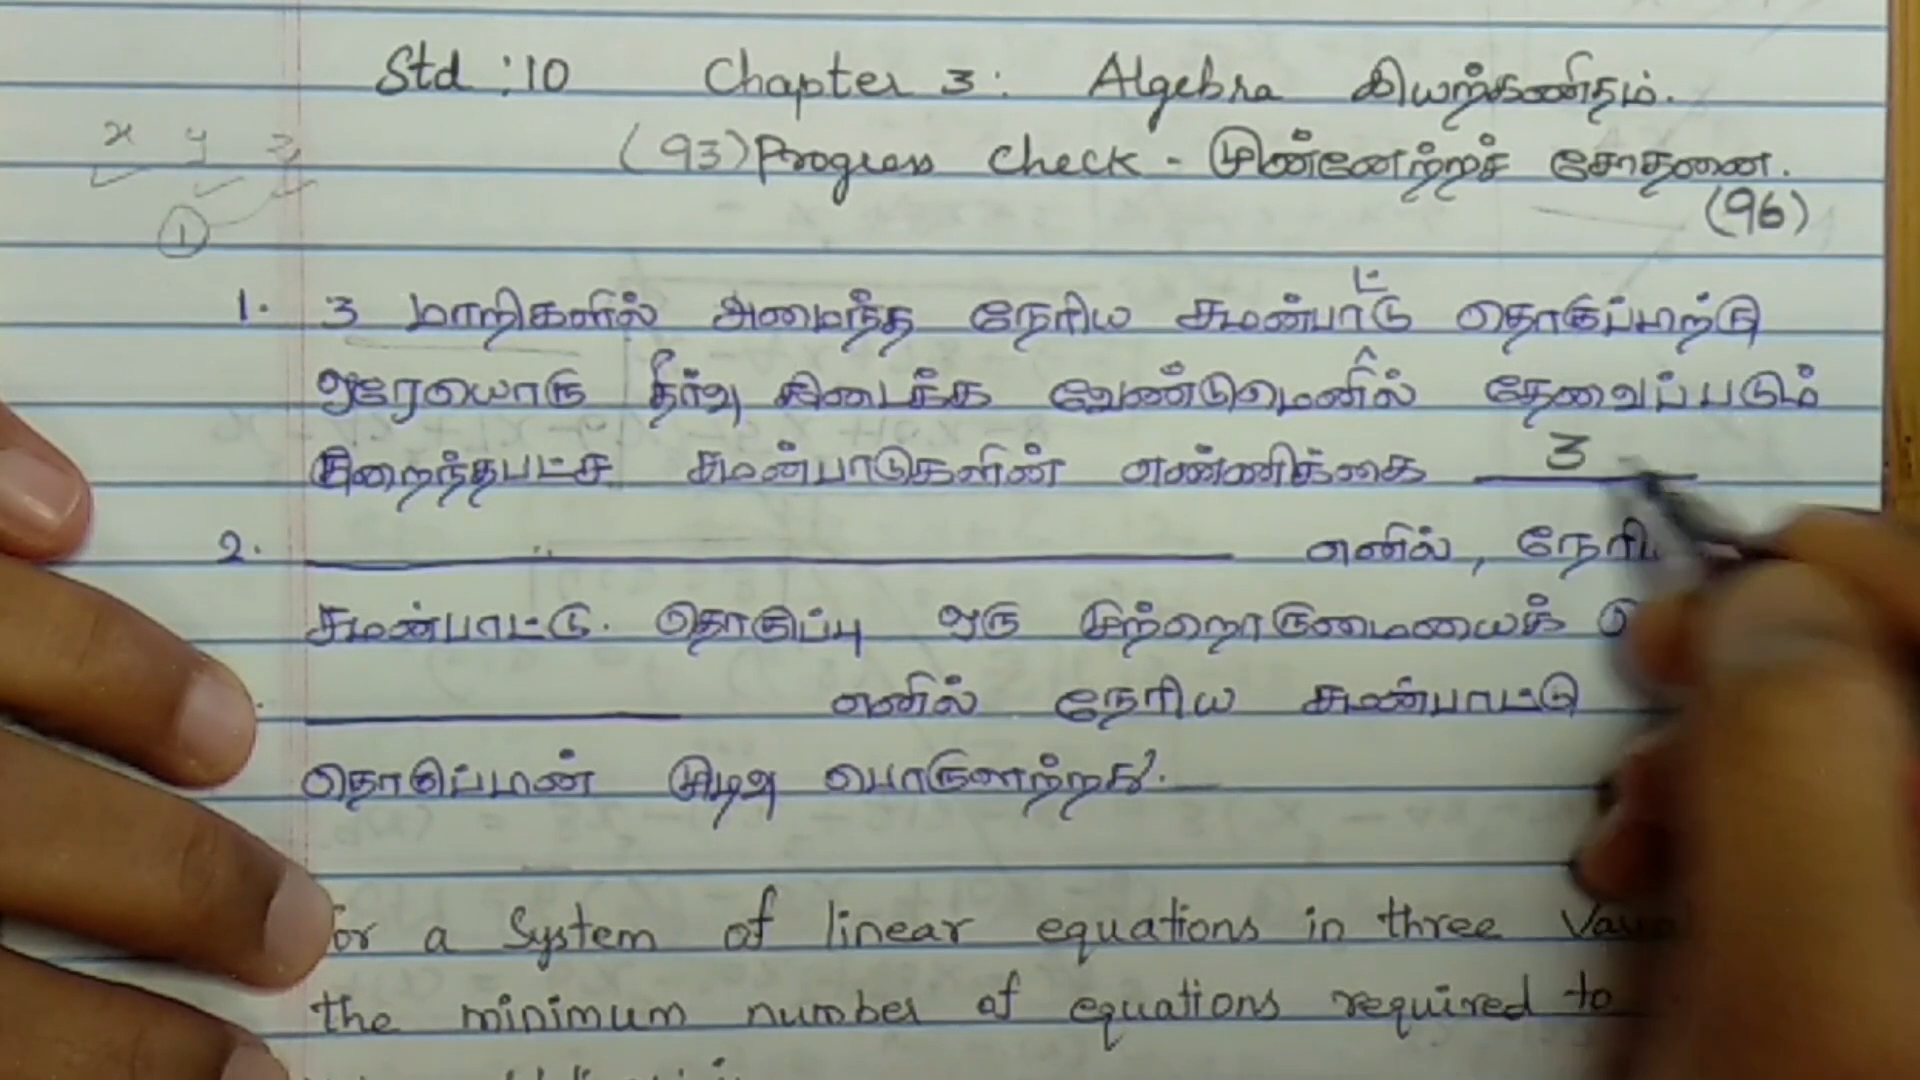 Std : 10 Chapter 3 : Algebra இயற்கணிதம்.
x y z
(93) Progress Check - முன்னேற்றச் சோதனை.
(96)
1
1. 3 மாறிகளில் அமைந்த நேரிய சமன்பாட்டு தொகுப்பிற்கு
ஒரேயொரு தீர்வு கிடைக்க வேண்டுமெனில் தேவைப்படும்
குறைந்தபட்ச சமன்பாடுகளின் எண்ணிக்கை 3
2. எனில், நேரி
சமன்பாட்டு. தொகுப்பு ஒரு முற்றொருமையைக்
எனில் நேரிய சமன்பாட்டு
தொகுப்பின் முடிவு பொருளற்றது.
For a System of linear equations in three
the minimum number of equations required to